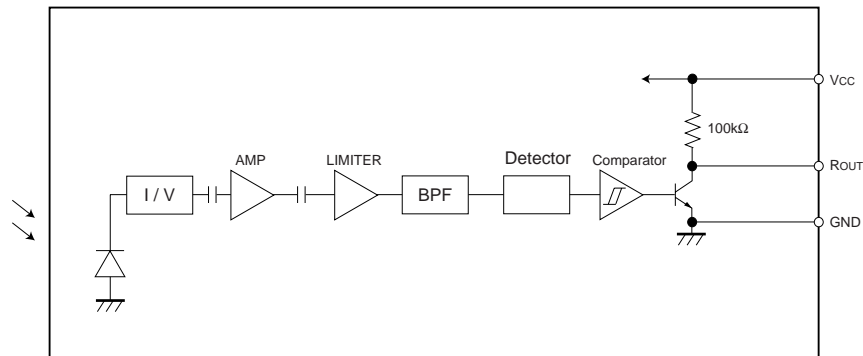 VCC
100kΩ
AMP
LIMITER
Detector
Comparator
ROUT
I / V
BPF
GND